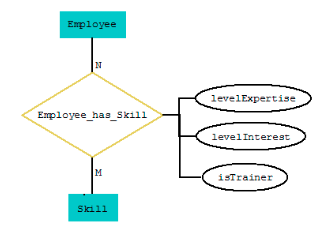 Employee
N
Employee_has_Skill
levelExpertise
levelInterest
isTrainer
M
Skill